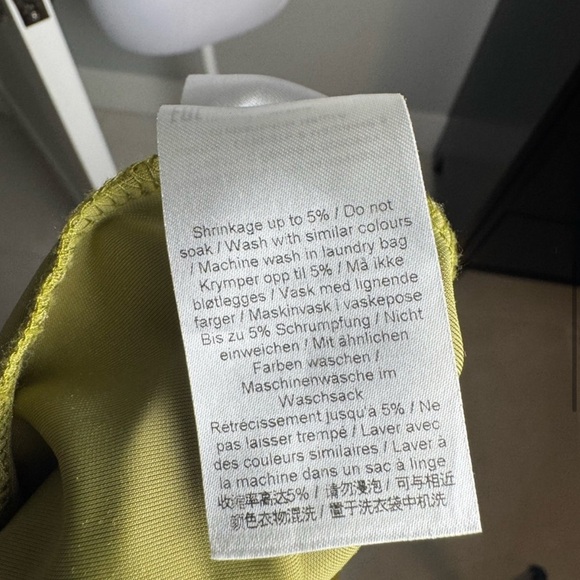 Shrinkage up to 5% / Do not
soak / Wash with similar colours
/ Machine wash in laundry bag
Krymper opp til 5% / Må ikke
bløtlegges / Vask med lignende
farger / Maskinvask i vaskepose
Bis zu 5% Schrumpfung / Nicht
einweichen / Mit ähnlichen
Farben waschen /
Maschinenwäsche im
Waschsack
Rétrécissement jusqu'à 5% / Ne
pas laisser trempé / Laver avec
des couleurs similaires / Laver à
la machine dans un sac à linge
收缩率高达5% / 请勿浸泡 / 可与相近
颜色衣物混洗 / 置于洗衣袋中机洗